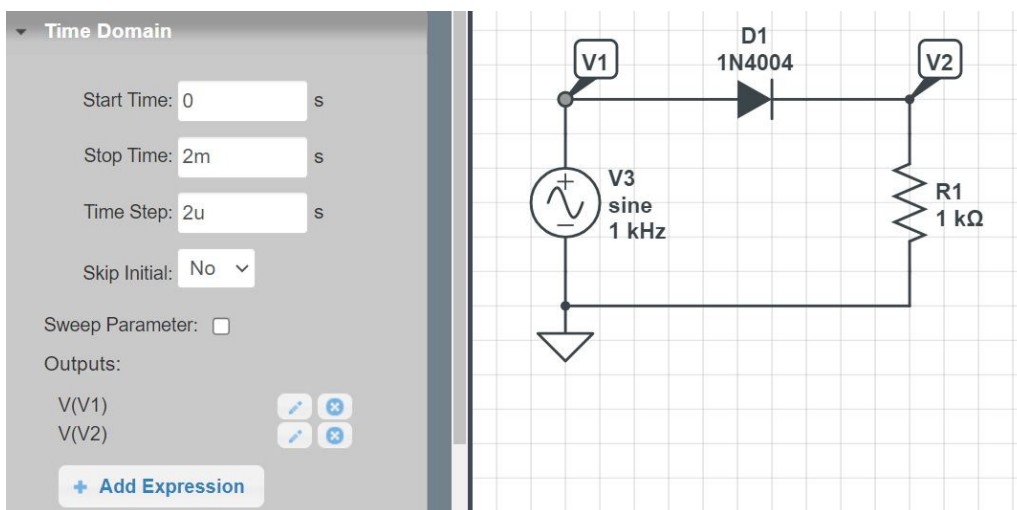 Time Domain
Start Time: 0 s
Stop Time: 2m s
Time Step: 2u s
Skip Initial: No
Sweep Parameter:
Outputs:
V(V1)
V(V2)
+ Add Expression
V1
D1
1N4004
V2
V3
sine
1 kHz
R1
1 kΩ